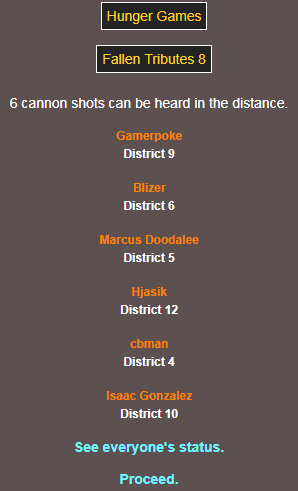 Hunger Games
Fallen Tributes 8
6 cannon shots can be heard in the distance.
Gamerpoke
District 9
Blizer
District 6
Marcus Doodalee
District 5
Hjasik
District 12
cbman
District 4
Isaac Gonzalez
District 10
See everyone's status.
Proceed.